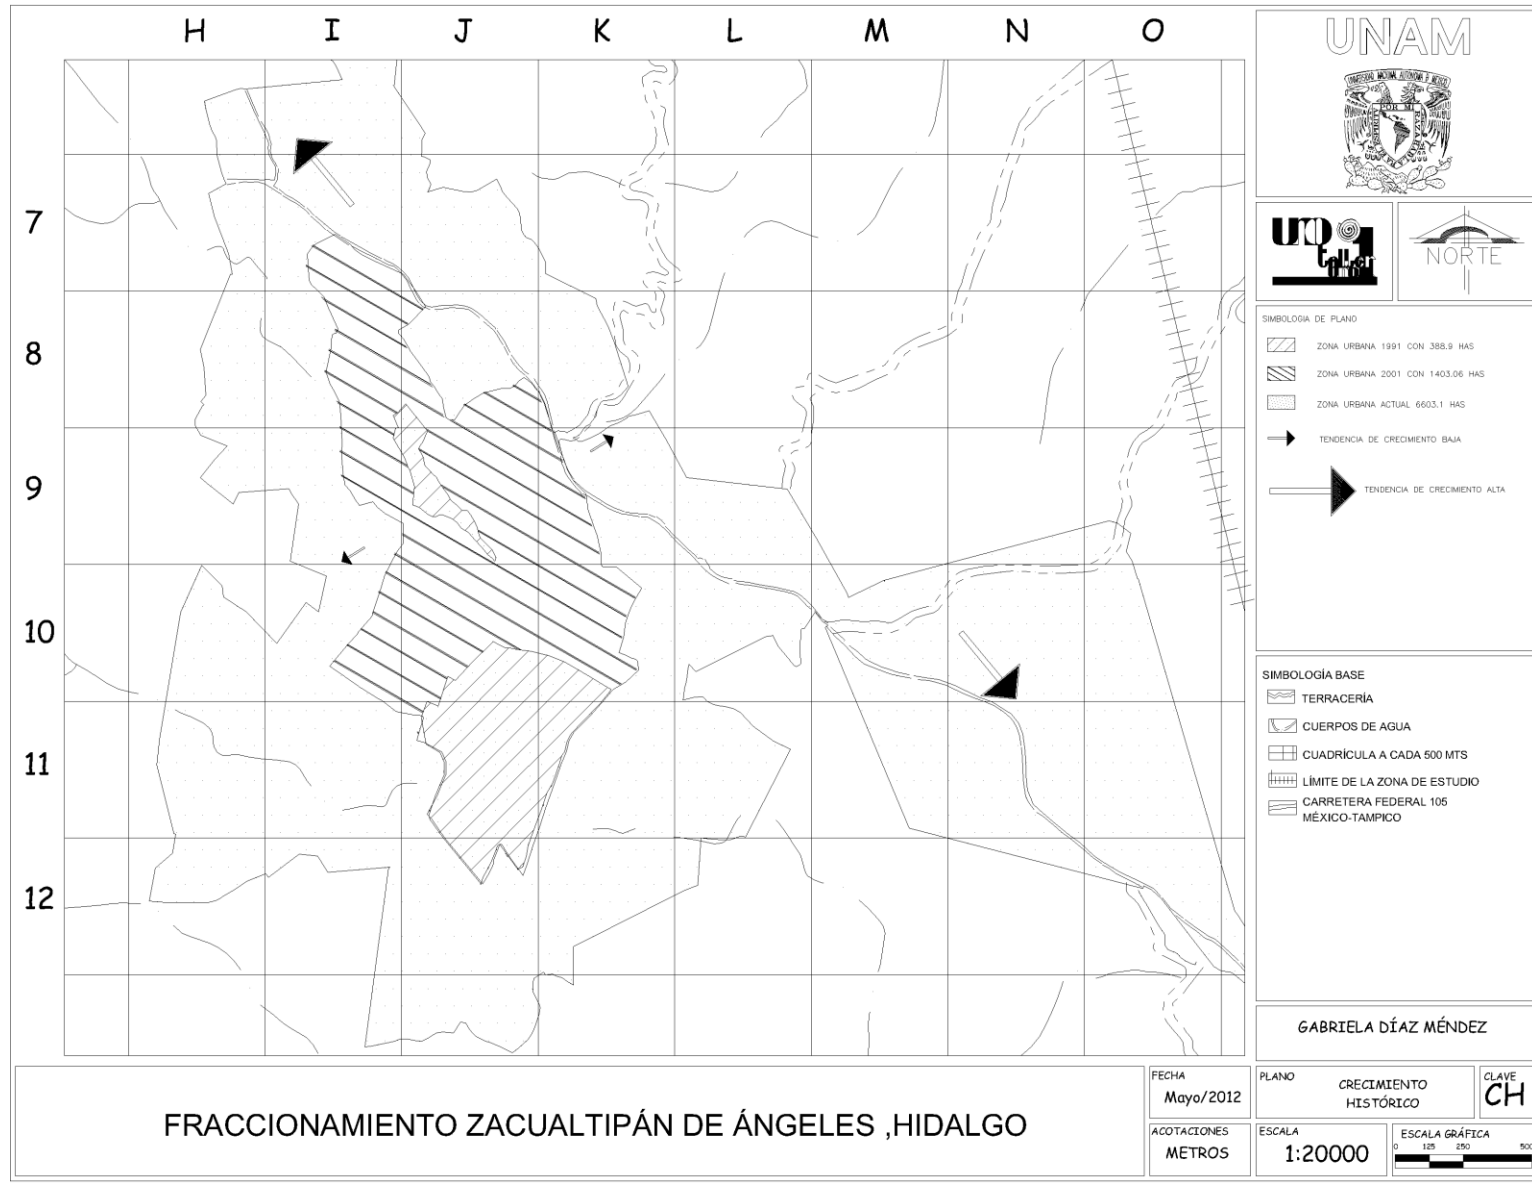 H I J K L M N O
7
8
9
10
11
12
UNAM
POR MI
NORTE
SIMBOLOGIA DE PLANO
ZONA URBANA 1991 CON 388.9 HAS
ZONA URBANA 2001 CON 1403.06 HAS
ZONA URBANA ACTUAL 6603.1 HAS
TENDENCIA DE CRECIMIENTO BAJA
TENDENCIA DE CRECIMIENTO ALTA
SIMBOLOGÍA BASE
TERRACERÍA
CUERPOS DE AGUA
CUADRÍCULA A CADA 500 MTS
LÍMITE DE LA ZONA DE ESTUDIO
CARRETERA FEDERAL 105
MÉXICO-TAMPICO
GABRIELA DÍAZ MÉNDEZ
FRACCIONAMIENTO ZACUALTIPÁN DE ÁNGELES ,HIDALGO
FECHA
Mayo/2012
PLANO
CRECIMIENTO
HISTÓRICO
CLAVE
CH
ACOTACIONES
METROS
ESCALA
1:20000
ESCALA GRÁFICA
0 125 250 500